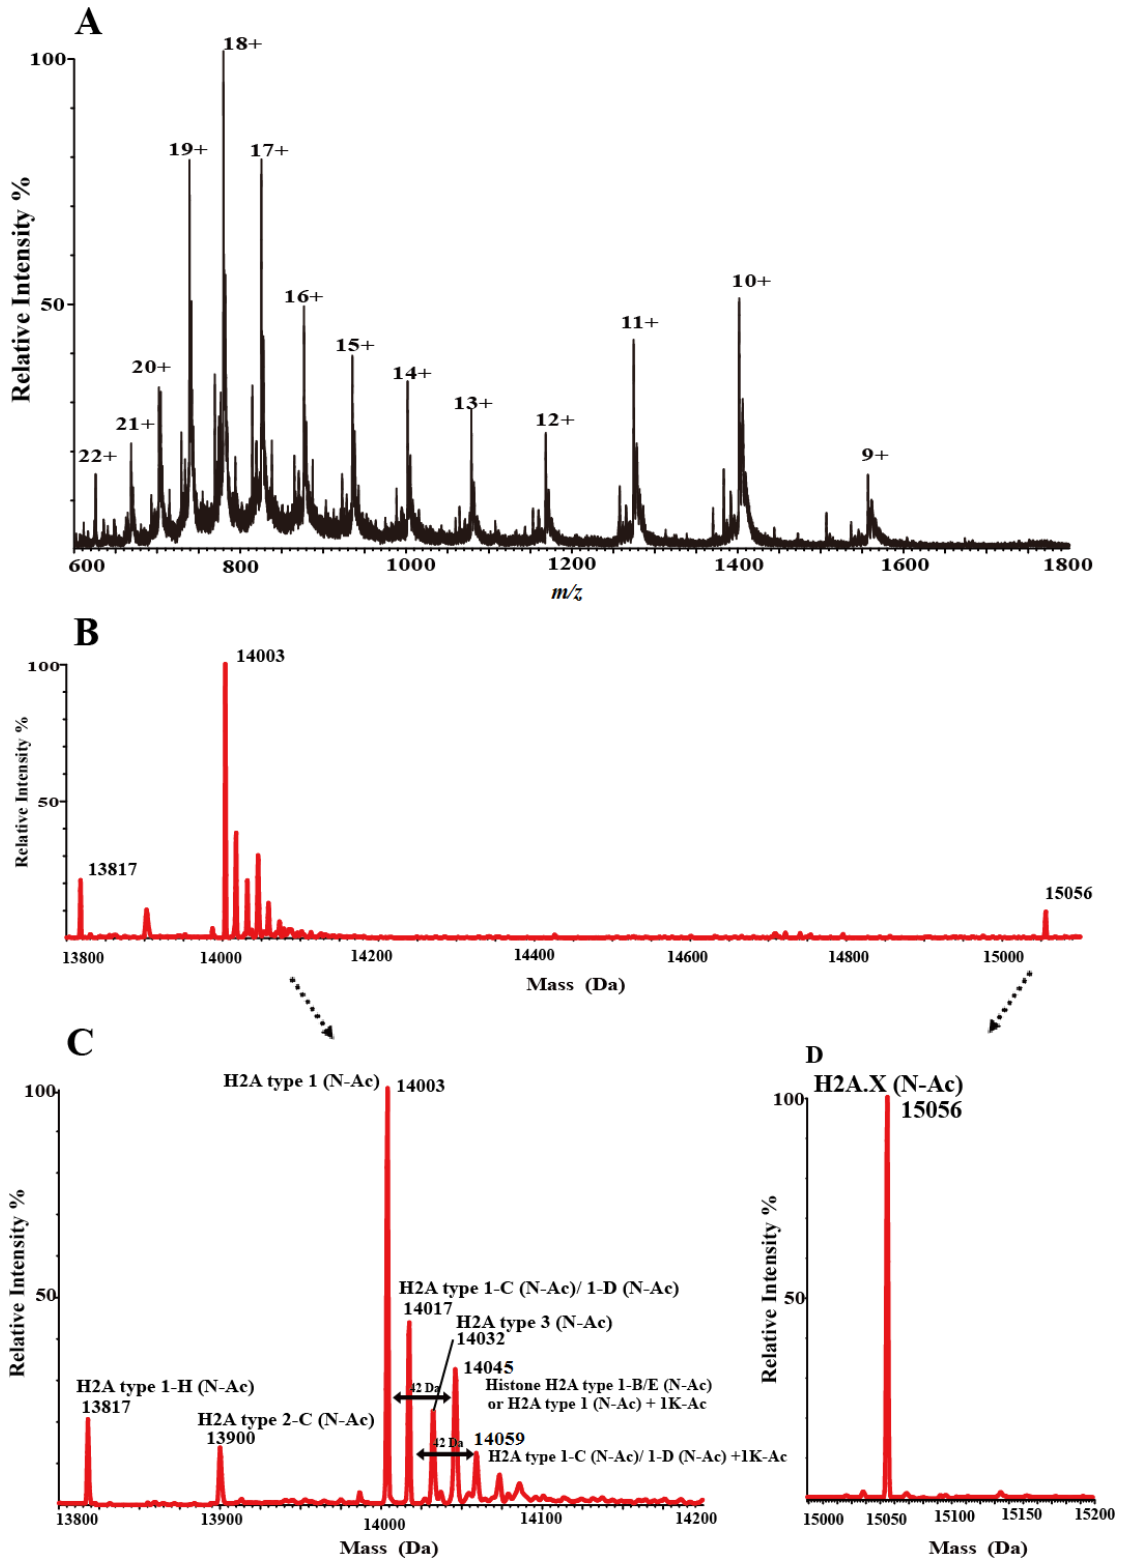 A
100
50
Relative Intensity %
22+
21+
20+
19+
18+
17+
16+
15+
14+
13+
12+
11+
10+
9+
600
800
1000
1200
1400
1600
1800
m/z
B
100
50
Relative Intensity %
13817
14003
15056
13800
14000
14200
14400
14600
14800
15000
Mass (Da)
C
100
50
Relative Intensity %
H2A type 1 (N-Ac)
14003
H2A type 1-C (N-Ac)/ 1-D (N-Ac)
14017
H2A type 3 (N-Ac)
14032
14045
42 Da
Histone H2A type 1-B/E (N-Ac)
or H2A type 1 (N-Ac) + 1K-Ac
H2A type 1-H (N-Ac)
13817
H2A type 2-C (N-Ac)
13900
42 Da
14059
H2A type 1-C (N-Ac)/ 1-D (N-Ac) +1K-Ac
13800
13900
14000
14100
14200
Mass (Da)
D
H2A.X (N-Ac)
15056
100
50
Relative Intensity %
15000
15050
15100
15150
15200
Mass (Da)